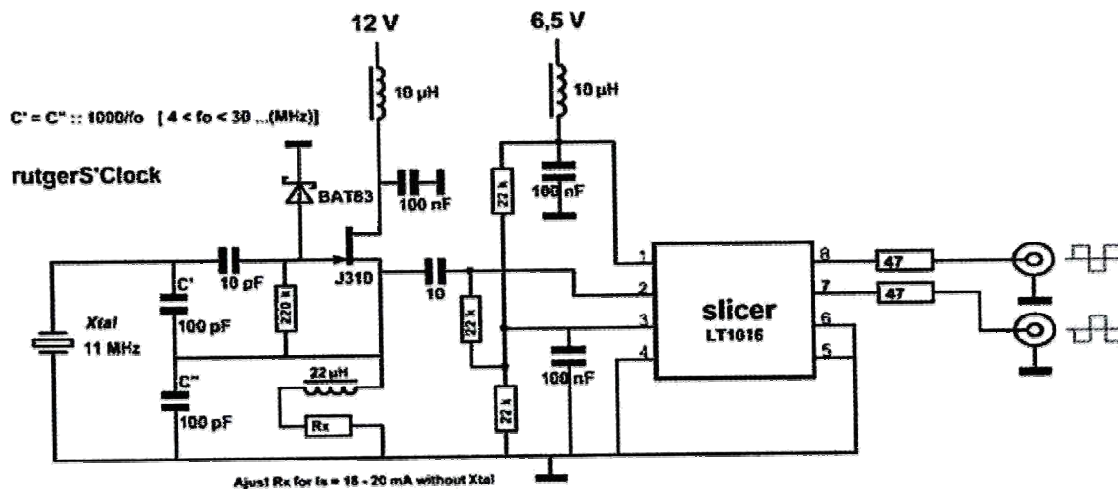 12 V
6,5 V
10 µH
10 µH
C' = C" :: 1000/fo [ 4 < fo < 30 ...(MHz)]
rutgerS'Clock
BAT83
100 nF
22 k
100 nF
J310
10 pF
C'
100 pF
220 k
Xtal
11 MHz
C"
100 pF
22 µH
Rx
10
22 k
22 k
100 nF
1
2
3
4
slicer
LT1016
8
7
6
5
47
47
Ajust Rx for Is = 18 - 20 mA without Xtal